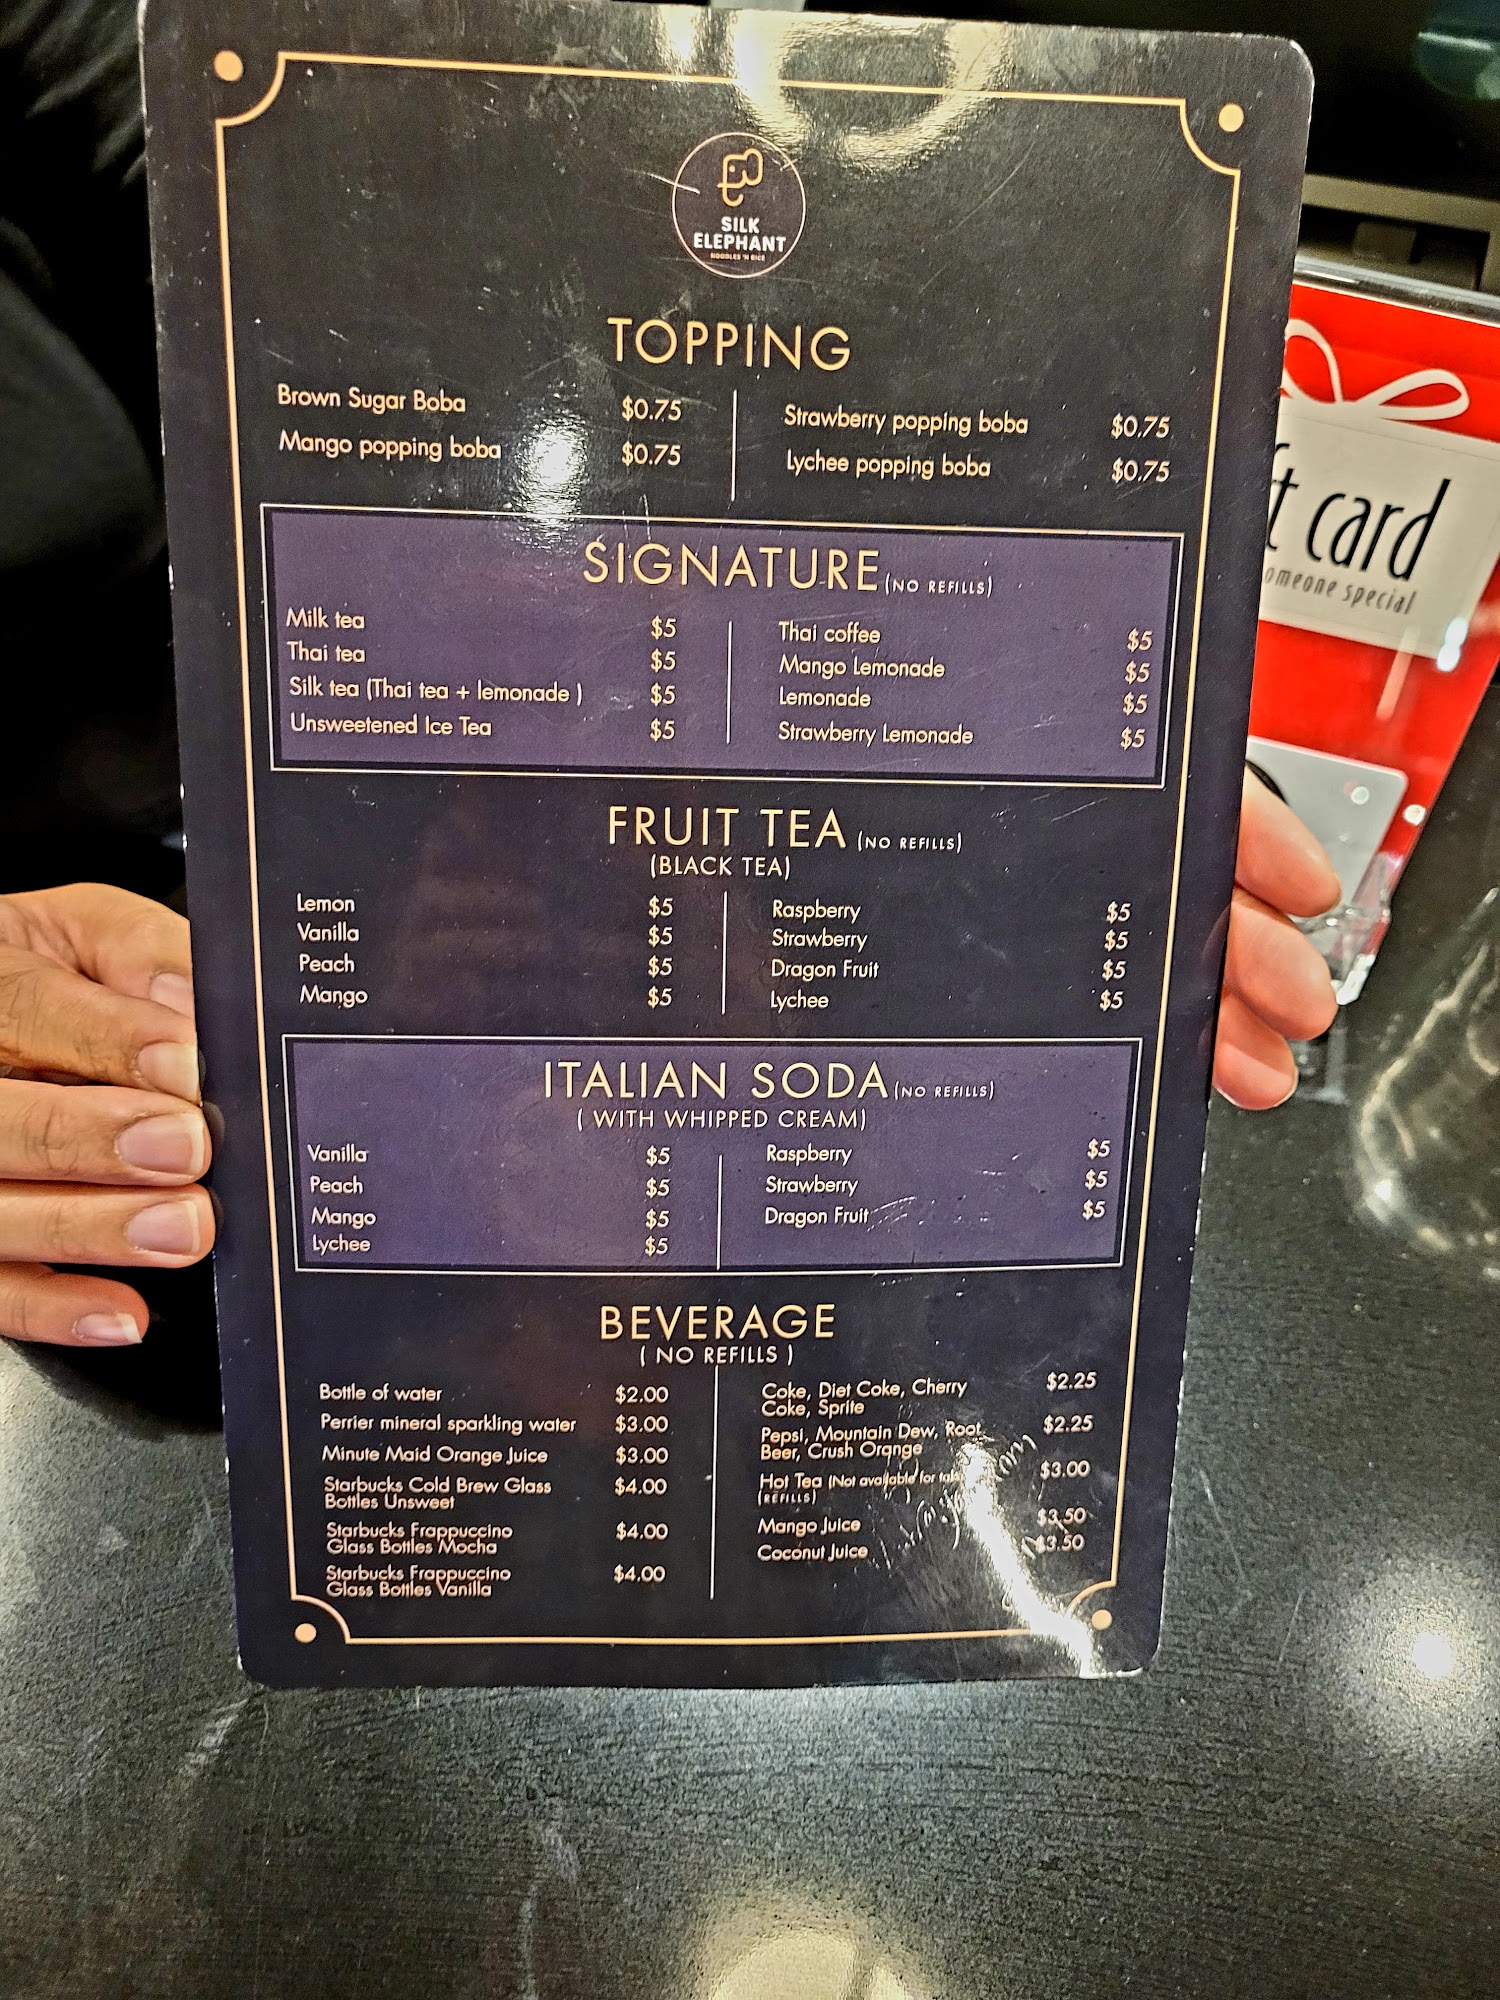 SILK
ELEPHANT
NOODLES 'N RICE
TOPPING
Brown Sugar Boba $0.75
Mango popping boba $0.75
Strawberry popping boba $0.75
Lychee popping boba $0.75
SIGNATURE (NO REFILLS)
Milk tea $5
Thai tea $5
Silk tea (Thai tea + lemonade ) $5
Unsweetened Ice Tea $5
Thai coffee $5
Mango Lemonade $5
Lemonade $5
Strawberry Lemonade $5
FRUIT TEA (NO REFILLS)
(BLACK TEA)
Lemon $5
Vanilla $5
Peach $5
Mango $5
Raspberry $5
Strawberry $5
Dragon Fruit $5
Lychee $5
ITALIAN SODA (NO REFILLS)
( WITH WHIPPED CREAM)
Vanilla $5
Peach $5
Mango $5
Lychee $5
Raspberry $5
Strawberry $5
Dragon Fruit $5
BEVERAGE
( NO REFILLS )
Bottle of water $2.00
Perrier mineral sparkling water $3.00
Minute Maid Orange Juice $3.00
Starbucks Cold Brew Glass $4.00
Bottles Unsweet
Starbucks Frappuccino $4.00
Glass Bottles Mocha
Starbucks Frappuccino $4.00
Glass Bottles Vanilla
Coke, Diet Coke, Cherry $2.25
Coke, Sprite
Pepsi, Mountain Dew, Root $2.25
Beer, Crush Orange
Hot Tea (Not available for $3.00
(REFILLS)
Mango Juice $3.50
Coconut Juice $3.50
card
someone special